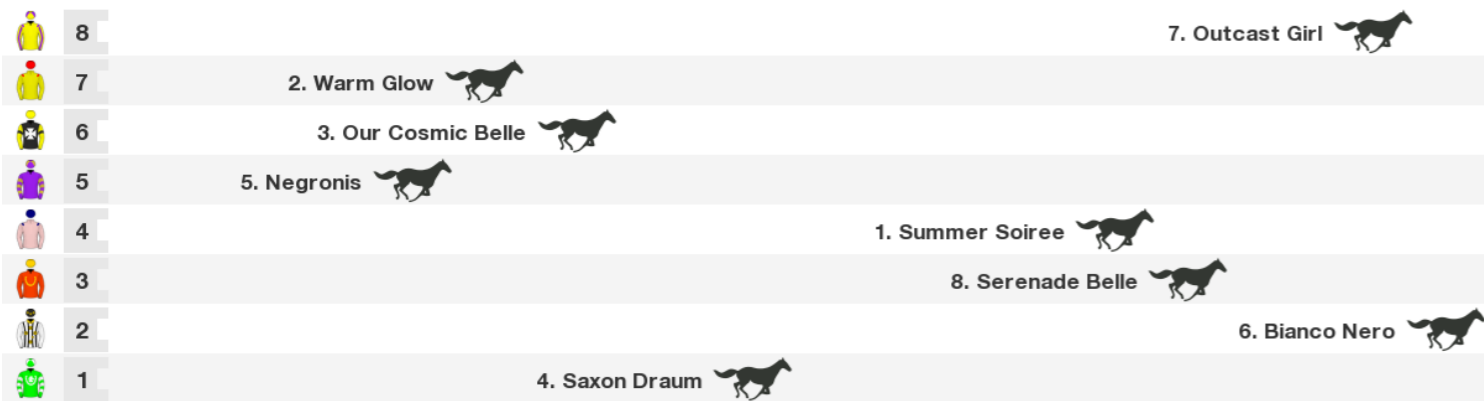 8 7. Outcast Girl
7 2. Warm Glow
6 3. Our Cosmic Belle
5 5. Negronis
4 1. Summer Soiree
3 8. Serenade Belle
2 6. Bianco Nero
1 4. Saxon Draum